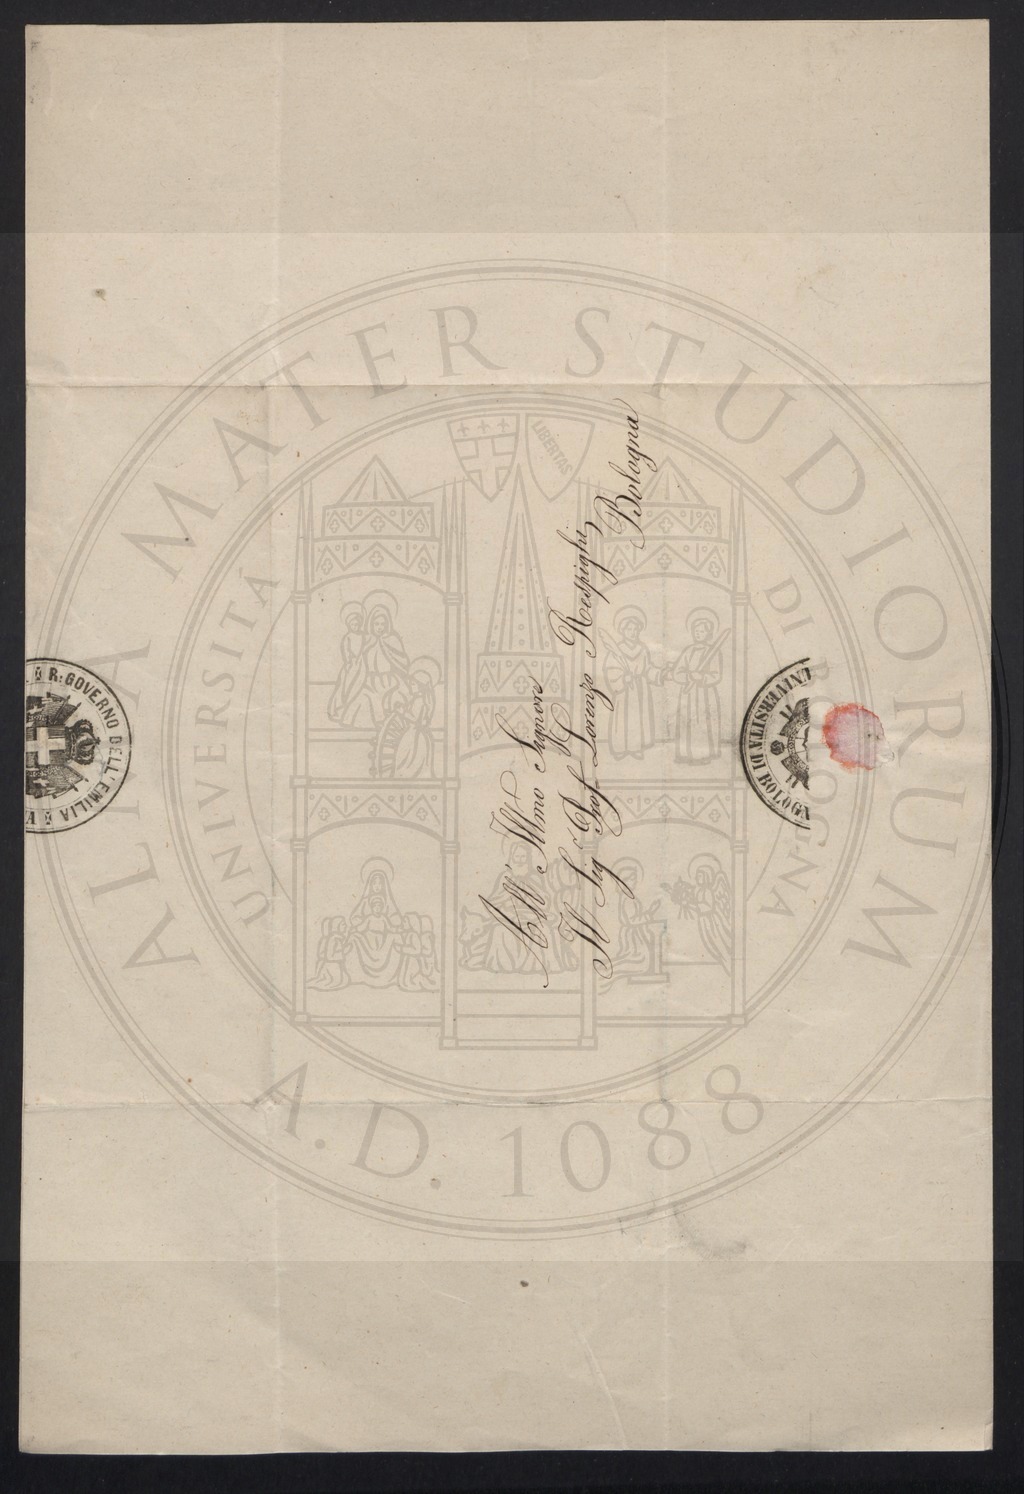 All' Illmo Signore
Il Sig.r Prof.re Lorenzo Respighi
Bologna
R: GOVERNO DELL'EMILIA
UNIVERSITÀ DI BOLOGNA
ALMA MATER STUDIORUM
UNIVERSITÀ DI BOLOGNA
LIBERTAS
A.D. 1088